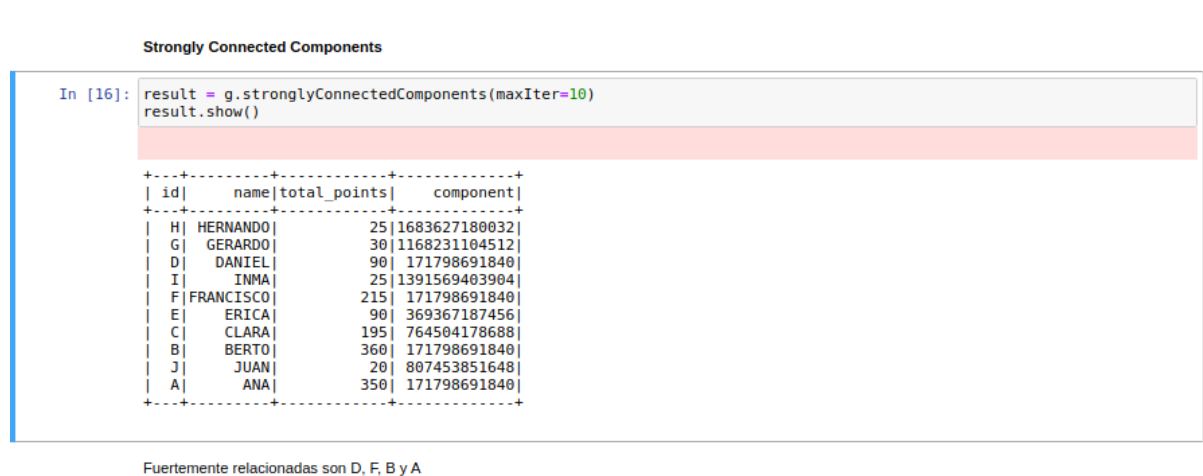 Strongly Connected Components
In [16]: result = g.stronglyConnectedComponents(maxIter=10)
result.show()
+---+---------+------------+-------------+
| id|     name|total_points|    component|
+---+---------+------------+-------------+
|  H| HERNANDO|          25|1683627180032|
|  G|  GERARDO|          30|1168231104512|
|  D|   DANIEL|          90| 171798691840|
|  I|     INMA|          25|1391569403904|
|  F|FRANCISCO|         215| 171798691840|
|  E|    ERICA|          90| 369367187456|
|  C|    CLARA|         195| 764504178688|
|  B|    BERTO|         360| 171798691840|
|  J|     JUAN|          20| 807453851648|
|  A|      ANA|         350| 171798691840|
+---+---------+------------+-------------+
Fuertemente relacionadas son D, F, B y A